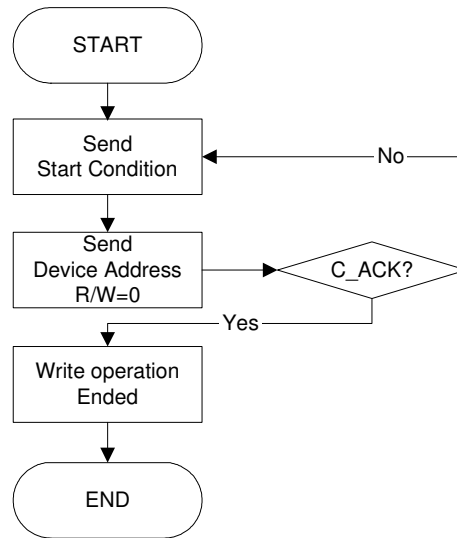 START
Send
Start Condition
No
Send
Device Address
R/W=0
C_ACK?
Yes
Write operation
Ended
END